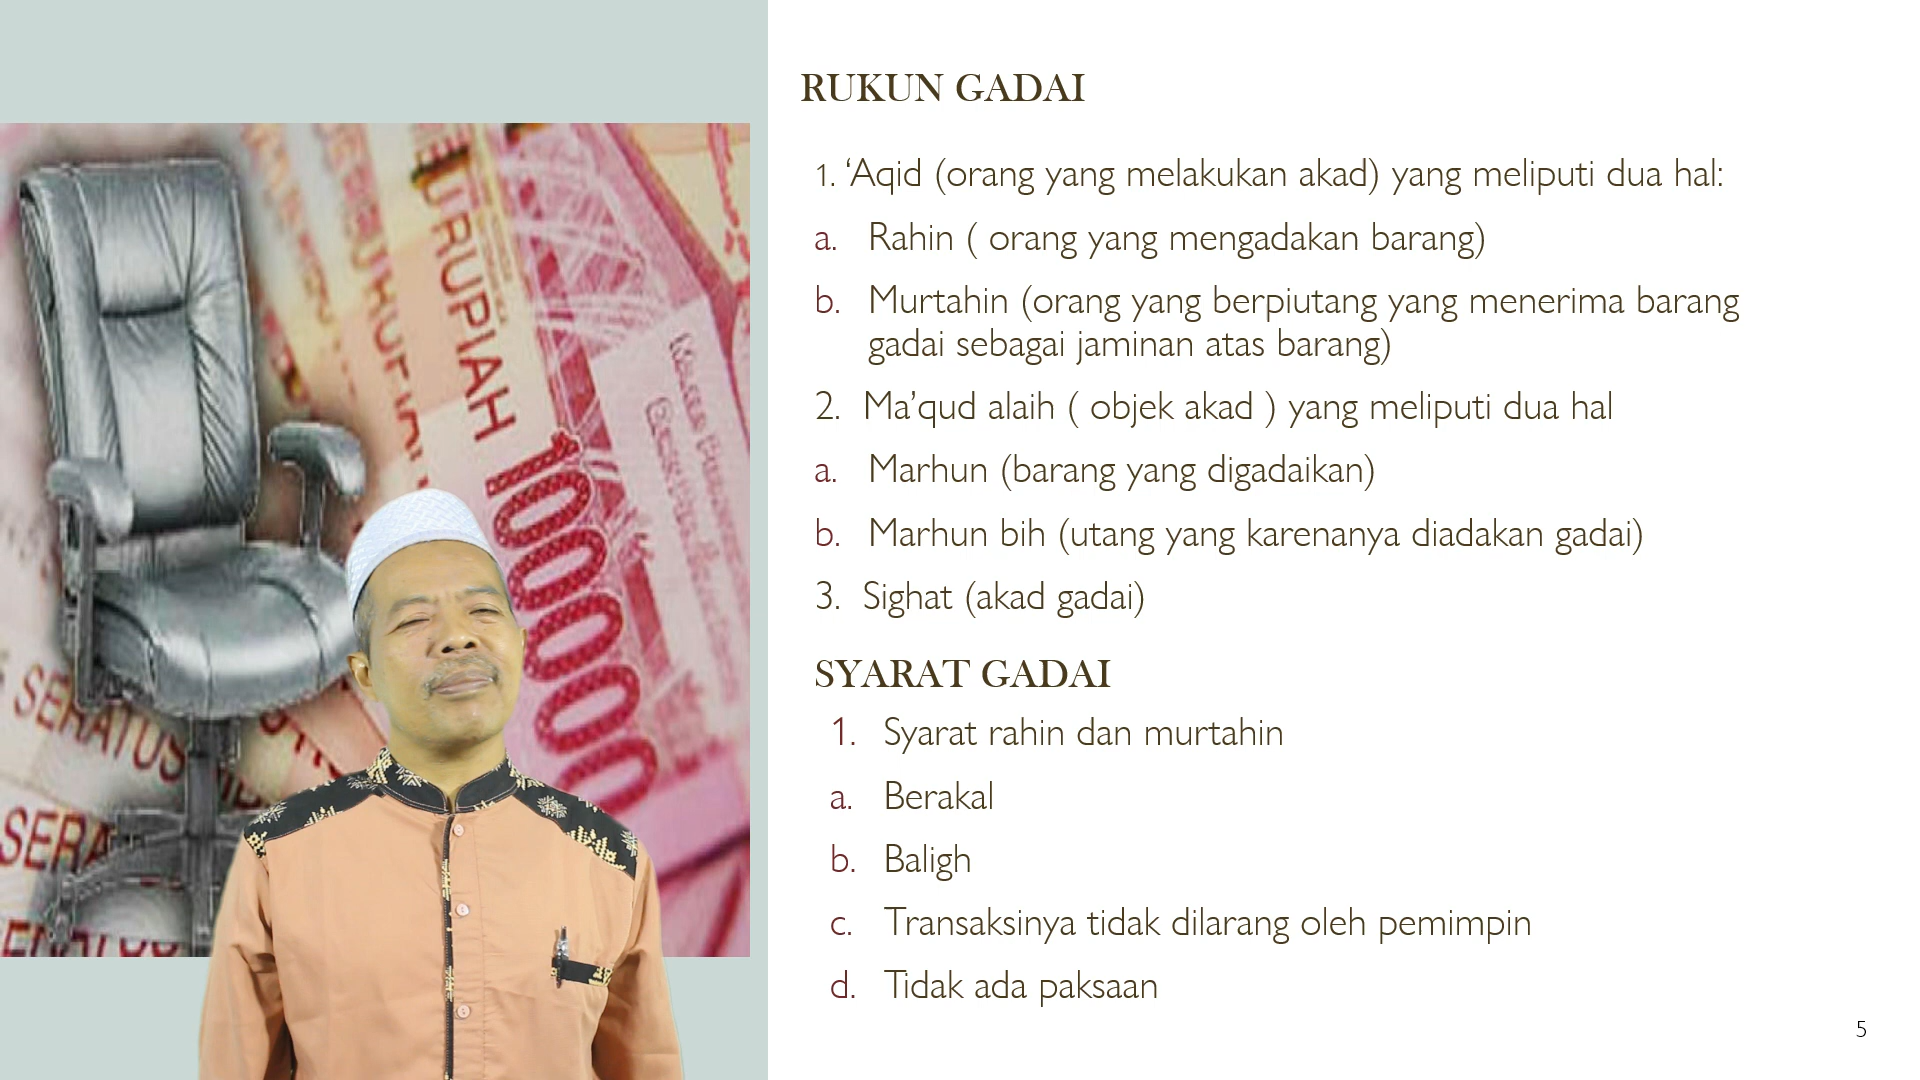 RUKUN GADAI
1. ‘Aqid (orang yang melakukan akad) yang meliputi dua hal:
a. Rahin ( orang yang mengadakan barang)
b. Murtahin (orang yang berpiutang yang menerima barang
gadai sebagai jaminan atas barang)
2. Ma’qud alaih ( objek akad ) yang meliputi dua hal
a. Marhun (barang yang digadaikan)
b. Marhun bih (utang yang karenanya diadakan gadai)
3. Sighat (akad gadai)
SYARAT GADAI
1. Syarat rahin dan murtahin
a. Berakal
b. Baligh
c. Transaksinya tidak dilarang oleh pemimpin
d. Tidak ada paksaan
5
RUPIAH
100000
SERATUS